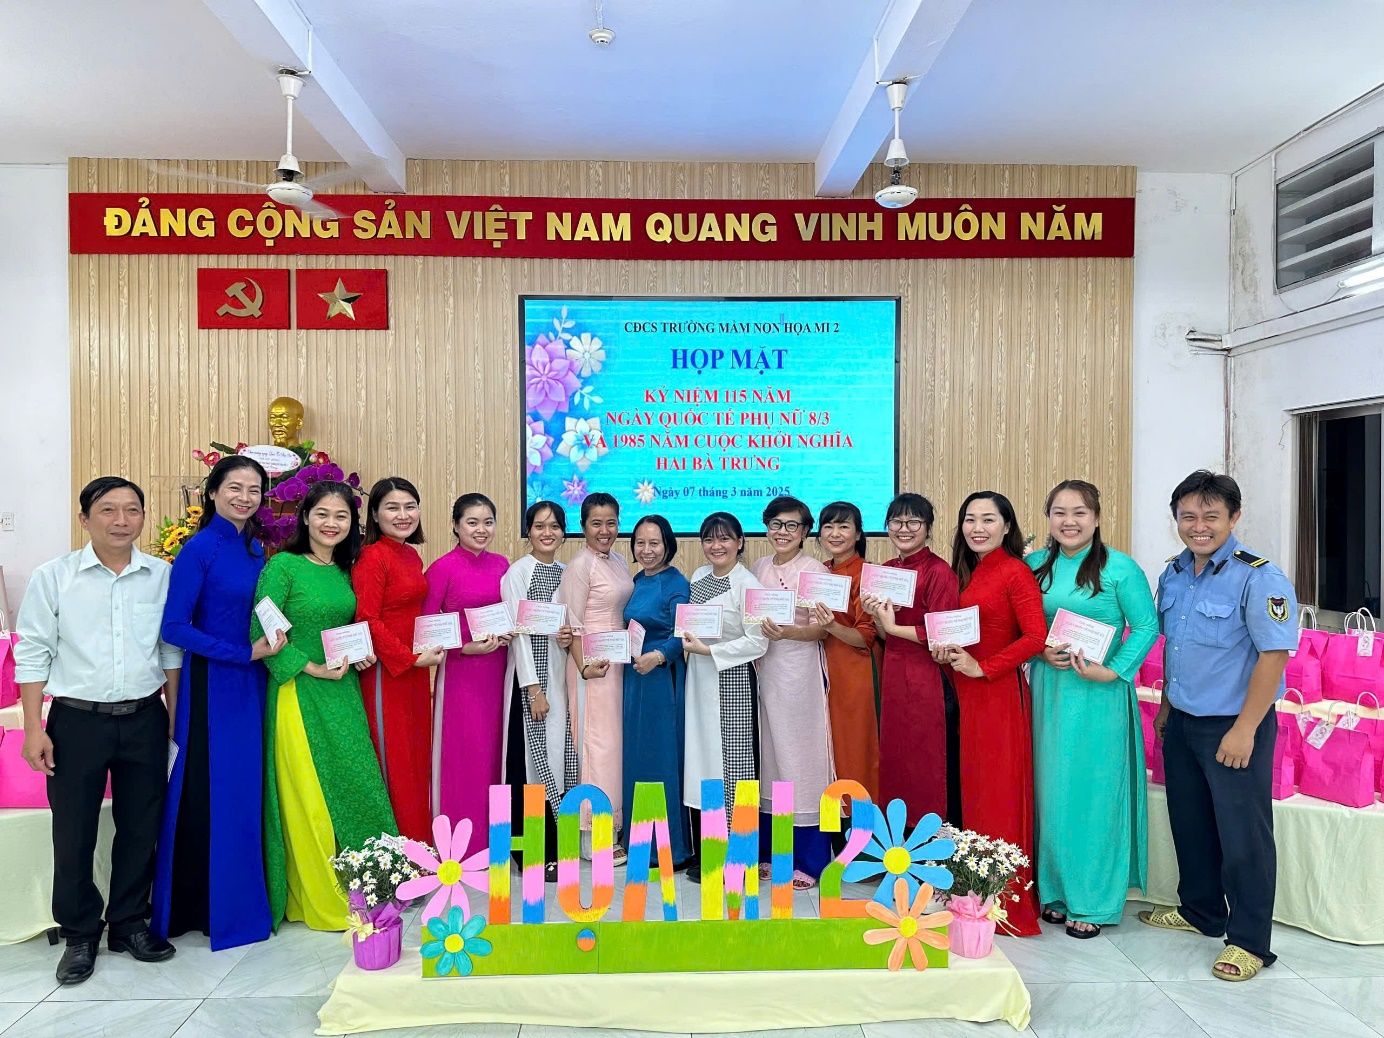 ĐẢNG CỘNG SẢN VIỆT NAM QUANG VINH MUÔN NĂM
CĐCS TRƯỜNG MẦM NON HỌA MI 2
HỌP MẶT
KỶ NIỆM 115 NĂM
NGÀY QUỐC TẾ PHỤ NỮ 8/3
VÀ 1985 NĂM CUỘC KHỞI NGHĨA
HAI BÀ TRƯNG
Ngày 07 tháng 3 năm 2025
HỌA MI 2